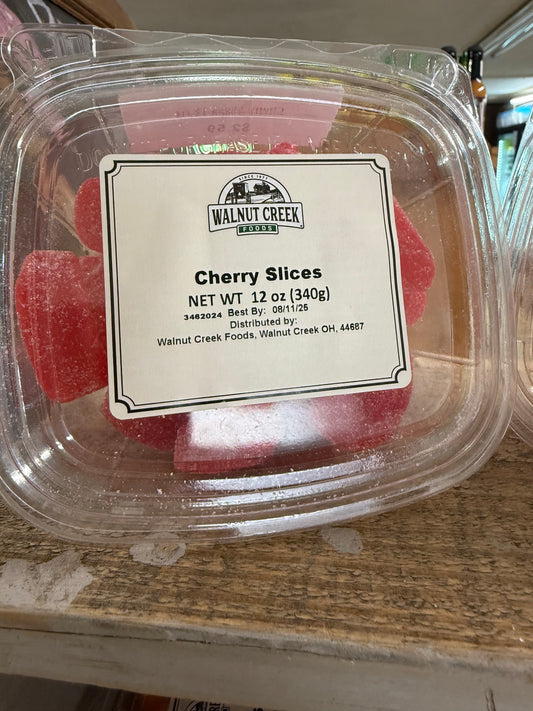 SINCE 1977
WALNUT CREEK
FOODS
Cherry Slices
NET WT 12 oz (340g)
3462024 Best By: 08/11/25
Distributed by:
Walnut Creek Foods, Walnut Creek OH, 44687